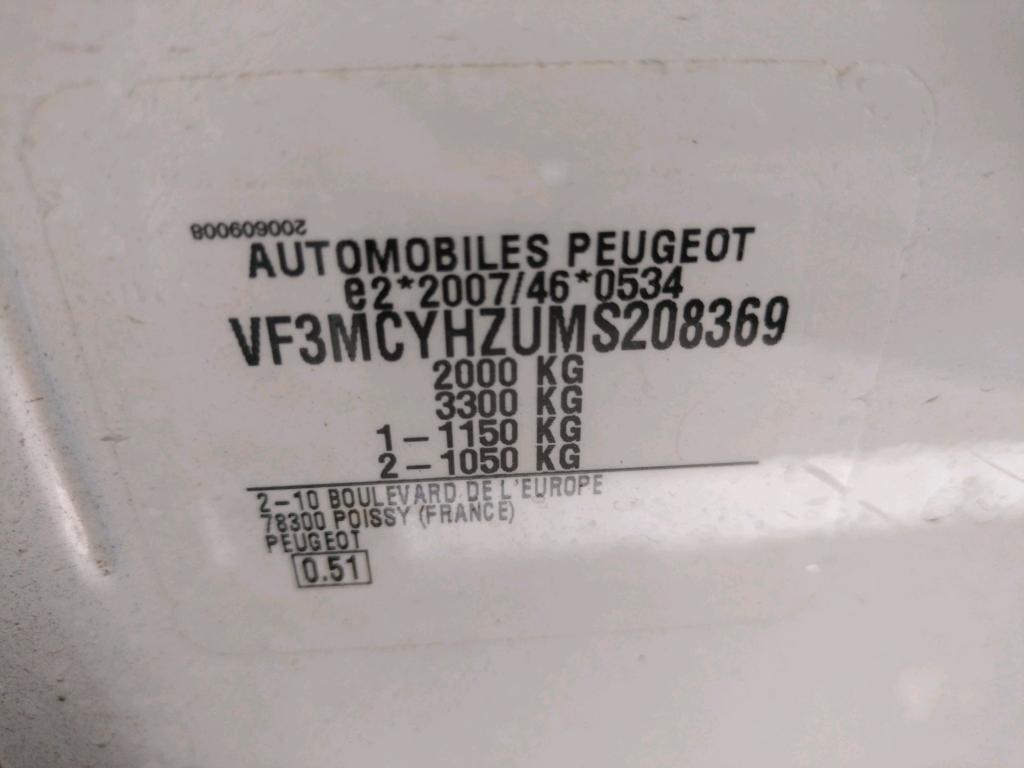 200609008
AUTOMOBILES PEUGEOT
e2*2007/46*0534
VF3MCYHZUMS208369
2000 KG
3300 KG
1-1150 KG
2-1050 KG
2-10 BOULEVARD DE L'EUROPE
78300 POISSY (FRANCE)
PEUGEOT
0.51